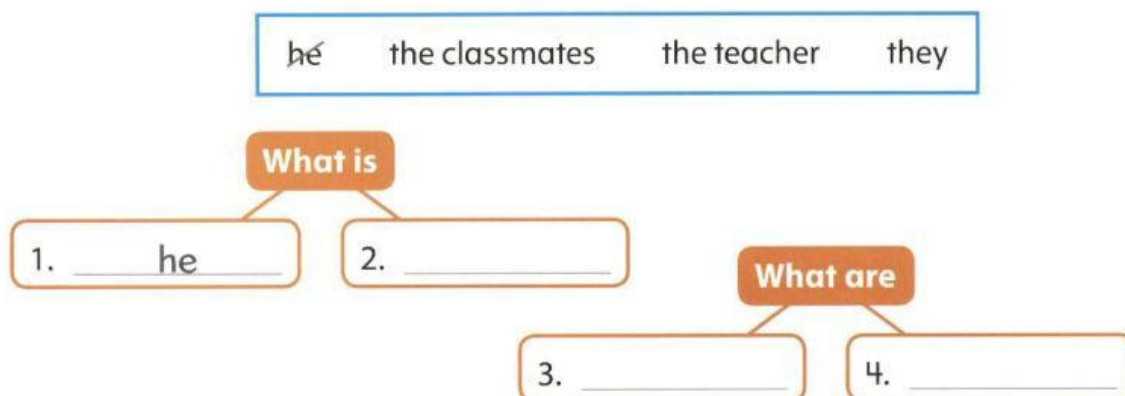 he the classmates the teacher they
What is
1. he 2.
What are
3. 4.